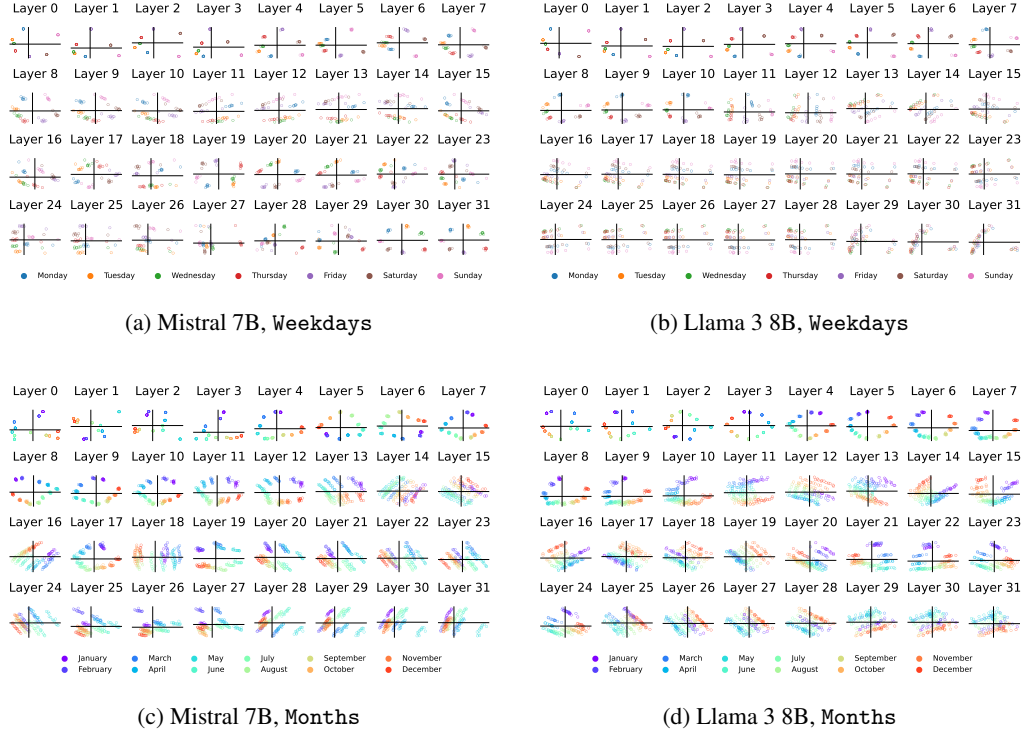 Layer 0 Layer 1 Layer 2 Layer 3 Layer 4 Layer 5 Layer 6 Layer 7
Layer 8 Layer 9 Layer 10 Layer 11 Layer 12 Layer 13 Layer 14 Layer 15
Layer 16 Layer 17 Layer 18 Layer 19 Layer 20 Layer 21 Layer 22 Layer 23
Layer 24 Layer 25 Layer 26 Layer 27 Layer 28 Layer 29 Layer 30 Layer 31
Monday Tuesday Wednesday Thursday Friday Saturday Sunday
(a) Mistral 7B, Weekdays
Layer 0 Layer 1 Layer 2 Layer 3 Layer 4 Layer 5 Layer 6 Layer 7
Layer 8 Layer 9 Layer 10 Layer 11 Layer 12 Layer 13 Layer 14 Layer 15
Layer 16 Layer 17 Layer 18 Layer 19 Layer 20 Layer 21 Layer 22 Layer 23
Layer 24 Layer 25 Layer 26 Layer 27 Layer 28 Layer 29 Layer 30 Layer 31
Monday Tuesday Wednesday Thursday Friday Saturday Sunday
(b) Llama 3 8B, Weekdays
Layer 0 Layer 1 Layer 2 Layer 3 Layer 4 Layer 5 Layer 6 Layer 7
Layer 8 Layer 9 Layer 10 Layer 11 Layer 12 Layer 13 Layer 14 Layer 15
Layer 16 Layer 17 Layer 18 Layer 19 Layer 20 Layer 21 Layer 22 Layer 23
Layer 24 Layer 25 Layer 26 Layer 27 Layer 28 Layer 29 Layer 30 Layer 31
January March May July September November
February April June August October December
(c) Mistral 7B, Months
Layer 0 Layer 1 Layer 2 Layer 3 Layer 4 Layer 5 Layer 6 Layer 7
Layer 8 Layer 9 Layer 10 Layer 11 Layer 12 Layer 13 Layer 14 Layer 15
Layer 16 Layer 17 Layer 18 Layer 19 Layer 20 Layer 21 Layer 22 Layer 23
Layer 24 Layer 25 Layer 26 Layer 27 Layer 28 Layer 29 Layer 30 Layer 31
January March May July September November
February April June August October December
(d) Llama 3 8B, Months